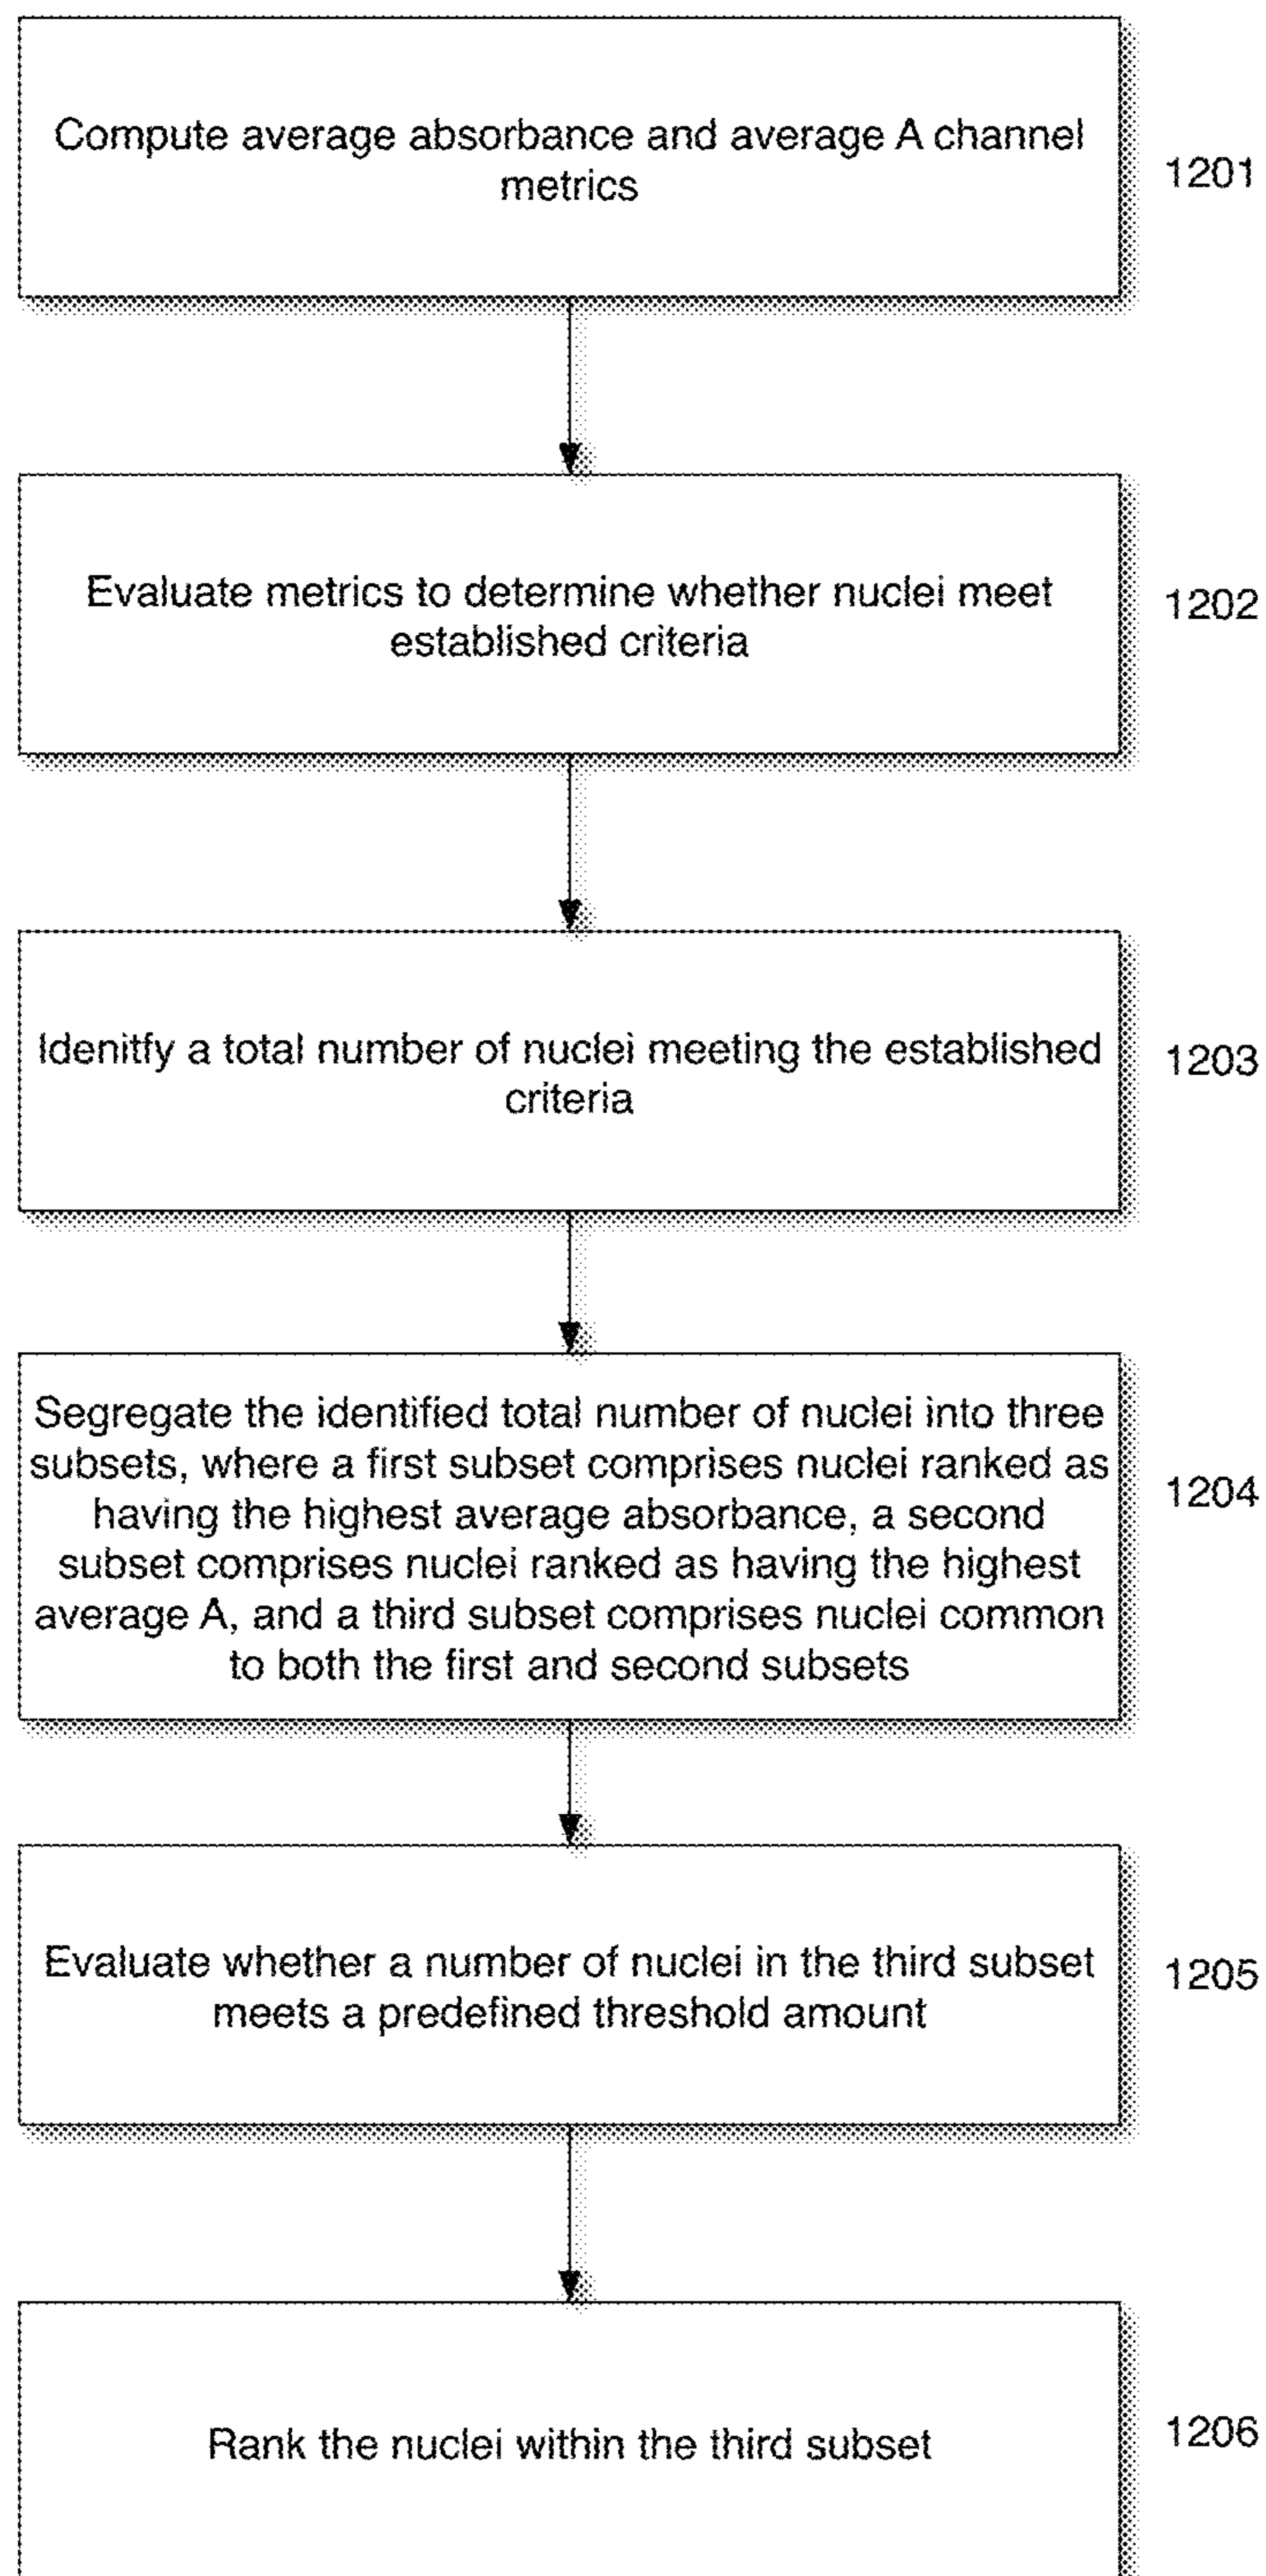 Compute average absorbance and average A channel
metrics
1201
Evaluate metrics to determine whether nuclei meet
established criteria
1202
Idenitfy a total number of nuclei meeting the established
criteria
1203
Segregate the identified total number of nuclei into three
subsets, where a first subset comprises nuclei ranked as
having the highest average absorbance, a second
subset comprises nuclei ranked as having the highest
average A, and a third subset comprises nuclei common
to both the first and second subsets
1204
Evaluate whether a number of nuclei in the third subset
meets a predefined threshold amount
1205
Rank the nuclei within the third subset
1206